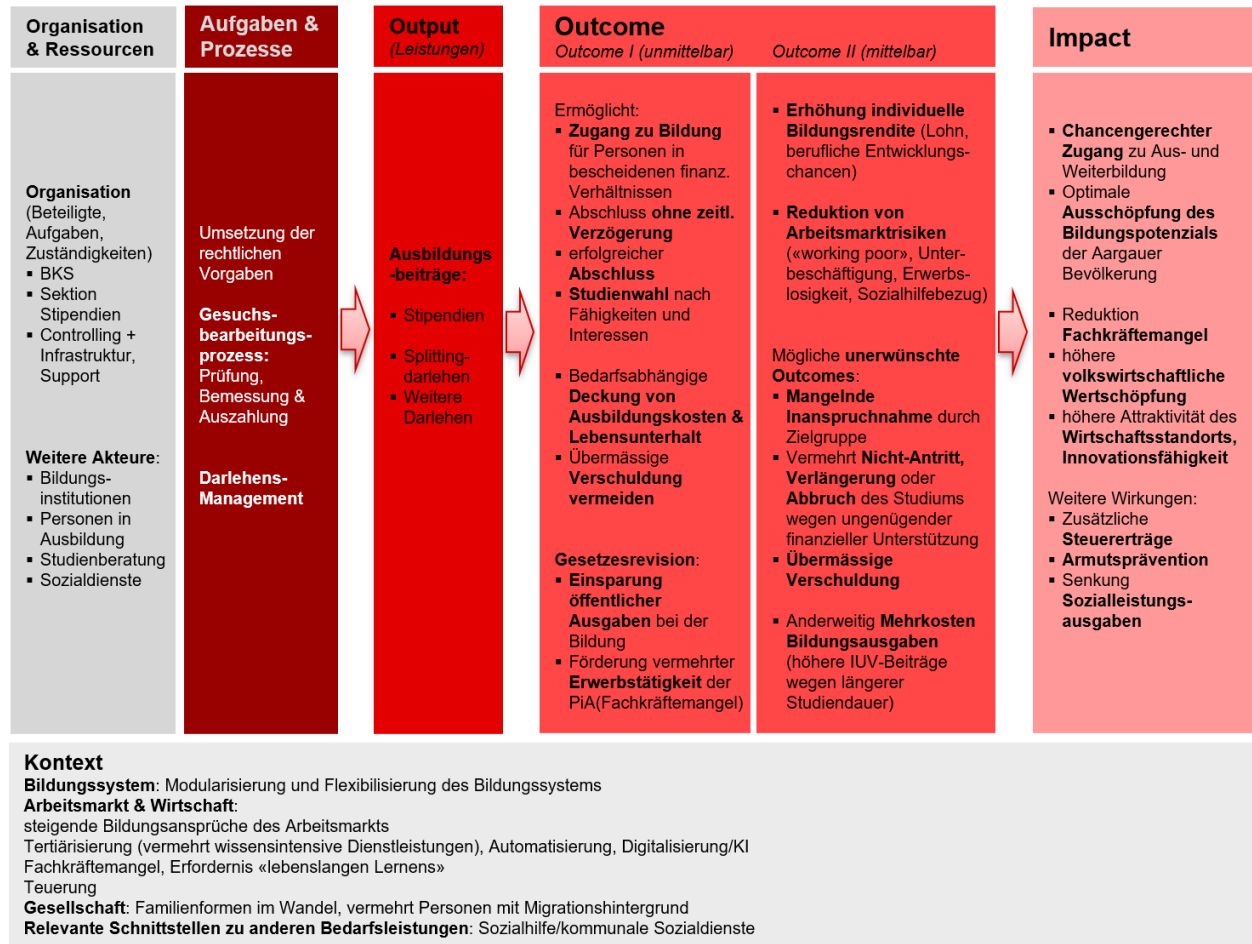 Organisation
& Ressourcen
Organisation
(Beteiligte,
Aufgaben,
Zuständigkeiten)
▪ BKS
▪ Sektion
Stipendien
▪ Controlling +
Infrastruktur,
Support
Weitere Akteure:
▪ Bildungs-
institutionen
▪ Personen in
Ausbildung
▪ Studienberatung
▪ Sozialdienste
Aufgaben &
Prozesse
Umsetzung der
rechtlichen
Vorgaben
Gesuchs-
bearbeitungs-
prozess:
Prüfung,
Bemessung &
Auszahlung
Darlehens-
Management
Output
(Leistungen)
Ausbildungs
-beiträge:
▪ Stipendien
▪ Splitting-
darlehen
▪ Weitere
Darlehen
Outcome
Outcome I (unmittelbar)
Ermöglicht:
▪ Zugang zu Bildung
für Personen in
bescheidenen finanz.
Verhältnissen
▪ Abschluss ohne zeitl.
Verzögerung
▪ erfolgreicher
Abschluss
▪ Studienwahl nach
Fähigkeiten und
Interessen
▪ Bedarfsabhängige
Deckung von
Ausbildungskosten &
Lebensunterhalt
▪ Übermässige
Verschuldung
vermeiden
Gesetzesrevision:
▪ Einsparung
öffentlicher
Ausgaben bei der
Bildung
▪ Förderung vermehrter
Erwerbstätigkeit der
PiA(Fachkräftemangel)
Outcome II (mittelbar)
▪ Erhöhung individuelle
Bildungsrendite (Lohn,
berufliche Entwicklungs-
chancen)
▪ Reduktion von
Arbeitsmarktrisiken
(«working poor», Unter-
beschäftigung, Erwerbs-
losigkeit, Sozialhilfebezug)
Mögliche unerwünschte
Outcomes:
▪ Mangelnde
Inanspruchnahme durch
Zielgruppe
▪ Vermehrt Nicht-Antritt,
Verlängerung oder
Abbruch des Studiums
wegen ungenügender
finanzieller Unterstützung
▪ Übermässige
Verschuldung
▪ Anderweitig Mehrkosten
Bildungsausgaben
(höhere IUV-Beiträge
wegen längerer
Studiendauer)
Impact
▪ Chancengerechter
Zugang zu Aus- und
Weiterbildung
▪ Optimale
Ausschöpfung des
Bildungspotenzials
der Aargauer
Bevölkerung
▪ Reduktion
Fachkräftemangel
▪ höhere
volkswirtschaftliche
Wertschöpfung
▪ höhere Attraktivität des
Wirtschaftsstandorts,
Innovationsfähigkeit
Weitere Wirkungen:
▪ Zusätzliche
Steuererträge
▪ Armutsprävention
▪ Senkung
Sozialleistungs-
ausgaben
Kontext
Bildungssystem: Modularisierung und Flexibilisierung des Bildungssystems
Arbeitsmarkt & Wirtschaft:
steigende Bildungsansprüche des Arbeitsmarkts
Tertiärisierung (vermehrt wissensintensive Dienstleistungen), Automatisierung, Digitalisierung/KI
Fachkräftemangel, Erfordernis «lebenslangen Lernens»
Teuerung
Gesellschaft: Familienformen im Wandel, vermehrt Personen mit Migrationshintergrund
Relevante Schnittstellen zu anderen Bedarfsleistungen: Sozialhilfe/kommunale Sozialdienste